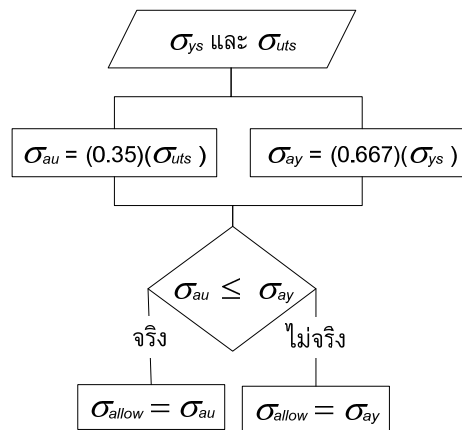 σys และ σuts
σau = (0.35)(σuts )
σay = (0.667)(σys )
σau ≤ σay
จริง
ไม่จริง
σallow = σau
σallow = σay